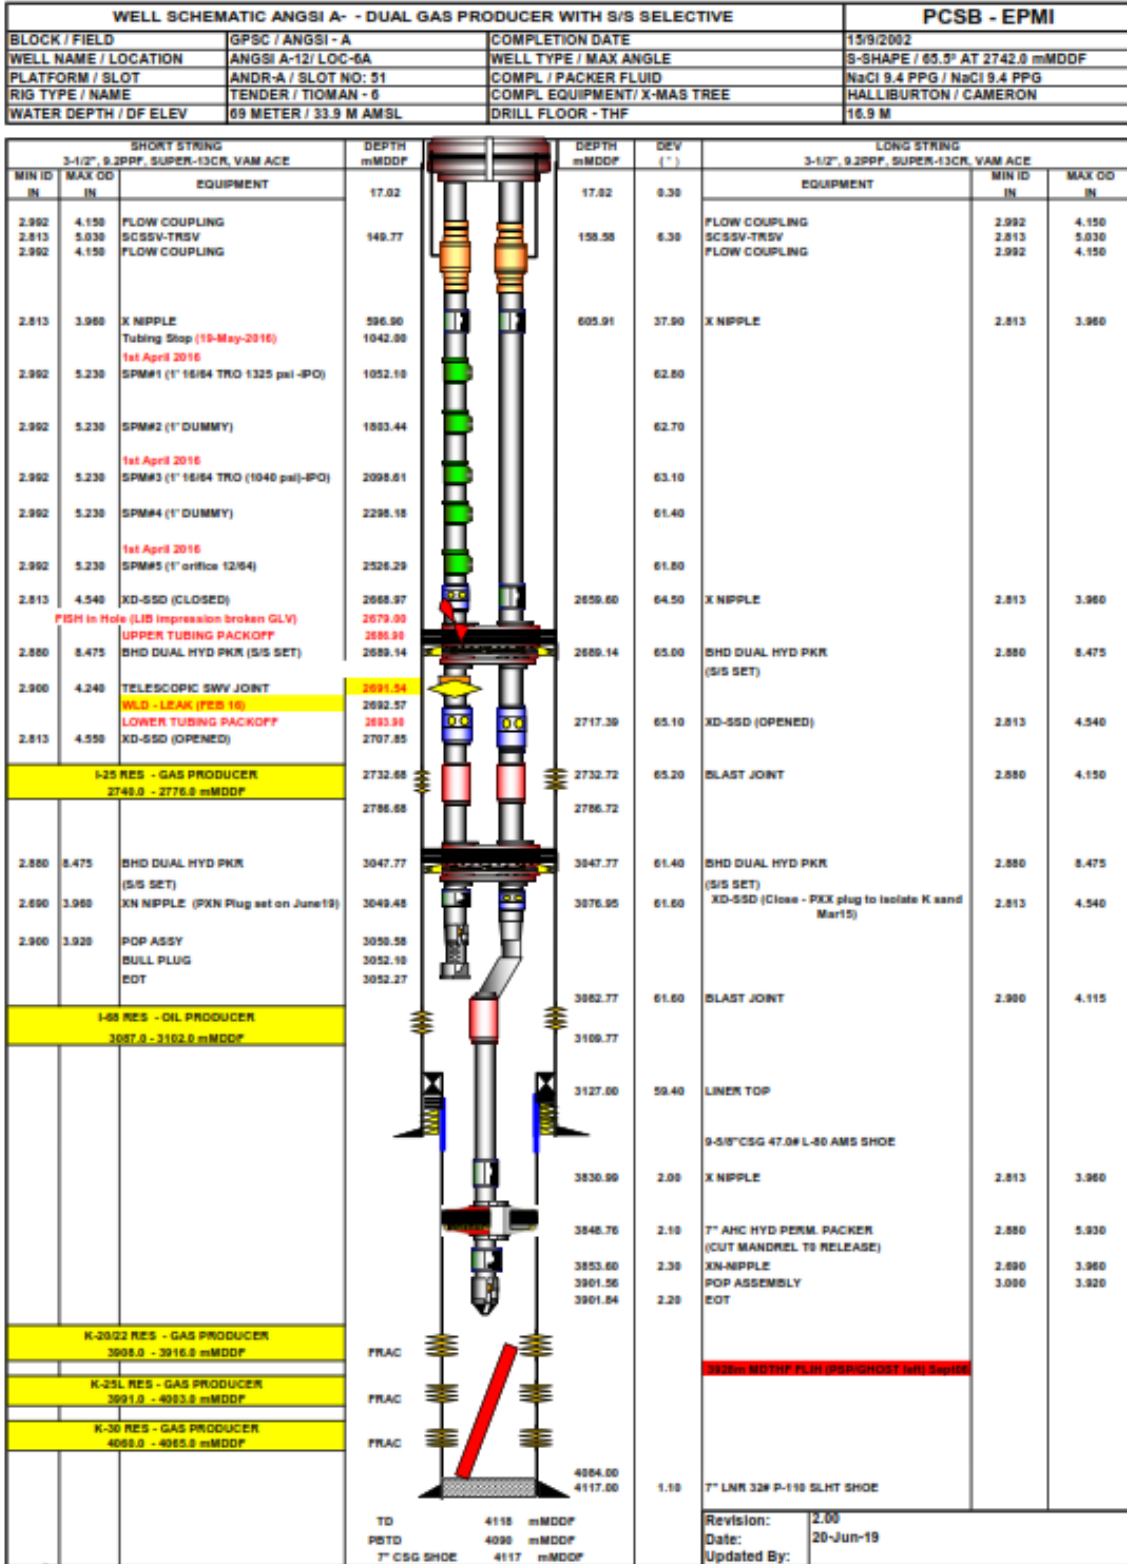 WELL SCHEMATIC ANGSI A- - DUAL GAS PRODUCER WITH S/S SELECTIVE PCSB - EPMI
BLOCK / FIELD GPSC / ANGSI - A COMPLETION DATE 15/9/2002
WELL NAME / LOCATION ANGSI A-12/ LOC-6A WELL TYPE / MAX ANGLE S-SHAPE / 65.5º AT 2742.0 mMDDF
PLATFORM / SLOT ANDR-A / SLOT NO: 51 COMPL / PACKER FLUID NaCl 9.4 PPG / NaCl 9.4 PPG
RIG TYPE / NAME TENDER / TIOMAN - 6 COMPL EQUIPMENT/ X-MAS TREE HALLIBURTON / CAMERON
WATER DEPTH / DF ELEV 69 METER / 33.9 M AMSL DRILL FLOOR - THF 16.9 M
SHORT STRING DEPTH DEPTH DEV LONG STRING
3-1/2", 9.2PPF, SUPER-13CR, VAM ACE mMDDF mMDDF ( ° ) 3-1/2", 9.2PPF, SUPER-13CR, VAM ACE
MIN ID MAX OD EQUIPMENT 17.02 17.02 0.30 EQUIPMENT MIN ID MAX OD
IN IN IN IN
2.992 4.150 FLOW COUPLING FLOW COUPLING 2.992 4.150
2.813 5.030 SCSSV-TRSV 149.77 158.58 6.30 SCSSV-TRSV 2.813 5.030
2.992 4.150 FLOW COUPLING FLOW COUPLING 2.992 4.150
2.813 3.960 X NIPPLE 596.90 605.91 37.90 X NIPPLE 2.813 3.960
Tubing Stop (19-May-2016) 1042.00
1st April 2016
2.992 5.230 SPM#1 (1" 16/64 TRO 1325 psi -IPO) 1052.10 62.80
2.992 5.230 SPM#2 (1" DUMMY) 1803.44 62.70
1st April 2016
2.992 5.230 SPM#3 (1" 16/64 TRO (1040 psi)-IPO) 2098.61 63.10
2.992 5.230 SPM#4 (1" DUMMY) 2298.18 61.40
1st April 2016
2.992 5.230 SPM#5 (1" orifice 12/64) 2526.29 61.80
2.813 4.540 XD-SSD (CLOSED) 2668.97 2659.60 64.50 X NIPPLE 2.813 3.960
FISH in Hole (LIB impression broken GLV) 2679.00
UPPER TUBING PACKOFF 2686.90
2.880 8.475 BHD DUAL HYD PKR (S/S SET) 2689.14 2689.14 65.00 BHD DUAL HYD PKR 2.880 8.475
(S/S SET)
2.900 4.240 TELESCOPIC SWV JOINT 2691.54
WLD - LEAK (FEB 16) 2692.57
LOWER TUBING PACKOFF 2693.90 2717.39 65.10 XD-SSD (OPENED) 2.813 4.540
2.813 4.550 XD-SSD (OPENED) 2707.85
I-25 RES - GAS PRODUCER 2732.68 2732.72 65.20 BLAST JOINT 2.880 4.150
2740.0 - 2776.0 mMDDF
2786.68 2786.72
2.880 8.475 BHD DUAL HYD PKR 3047.77 3047.77 61.40 BHD DUAL HYD PKR 2.880 8.475
(S/S SET) (S/S SET)
2.690 3.960 XN NIPPLE (PXN Plug set on June19) 3049.48 3076.95 61.60 XD-SSD (Close - PXX plug to isolate K sand 2.813 4.540
Mar15)
2.900 3.920 POP ASSY 3050.58
BULL PLUG 3052.10
EOT 3052.27
3082.77 61.60 BLAST JOINT 2.900 4.115
I-68 RES - OIL PRODUCER
3087.0 - 3102.0 mMDDF 3109.77
3127.00 59.40 LINER TOP
9-5/8"CSG 47.0# L-80 AMS SHOE
3830.99 2.00 X NIPPLE 2.813 3.960
3848.76 2.10 7" AHC HYD PERM. PACKER 2.880 5.930
(CUT MANDREL T0 RELEASE)
3853.60 2.30 XN-NIPPLE 2.690 3.960
3901.56 POP ASSEMBLY 3.000 3.920
3901.84 2.20 EOT
K-20/22 RES - GAS PRODUCER
3908.0 - 3916.0 mMDDF FRAC
3928m MDTHF FLIH (PSP/GHOST left) Sept06
K-25L RES - GAS PRODUCER
3991.0 - 4003.0 mMDDF FRAC
K-30 RES - GAS PRODUCER
4060.0 - 4065.0 mMDDF FRAC
4084.00
4117.00 1.10 7" LNR 32# P-110 SLHT SHOE
TD 4118 mMDDF Revision: 2.00
PBTD 4090 mMDDF Date: 20-Jun-19
7" CSG SHOE 4117 mMDDF Updated By: